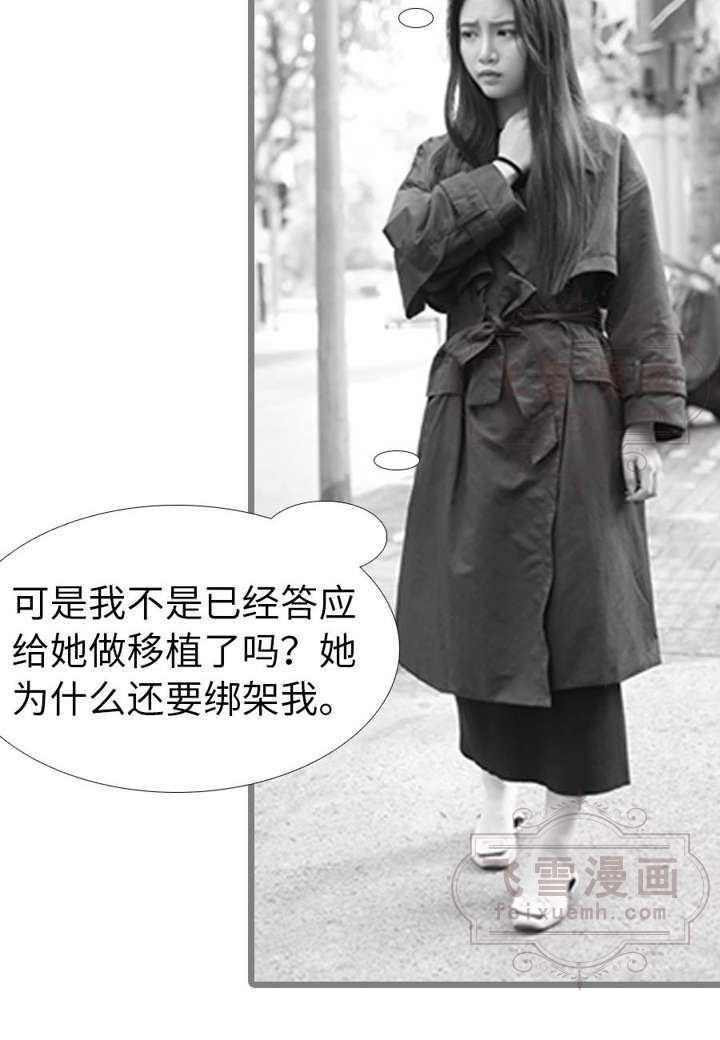 可是我不是已经答应
给她做移植了吗？她
为什么还要绑架我。
飞雪漫画
feixuemh.com